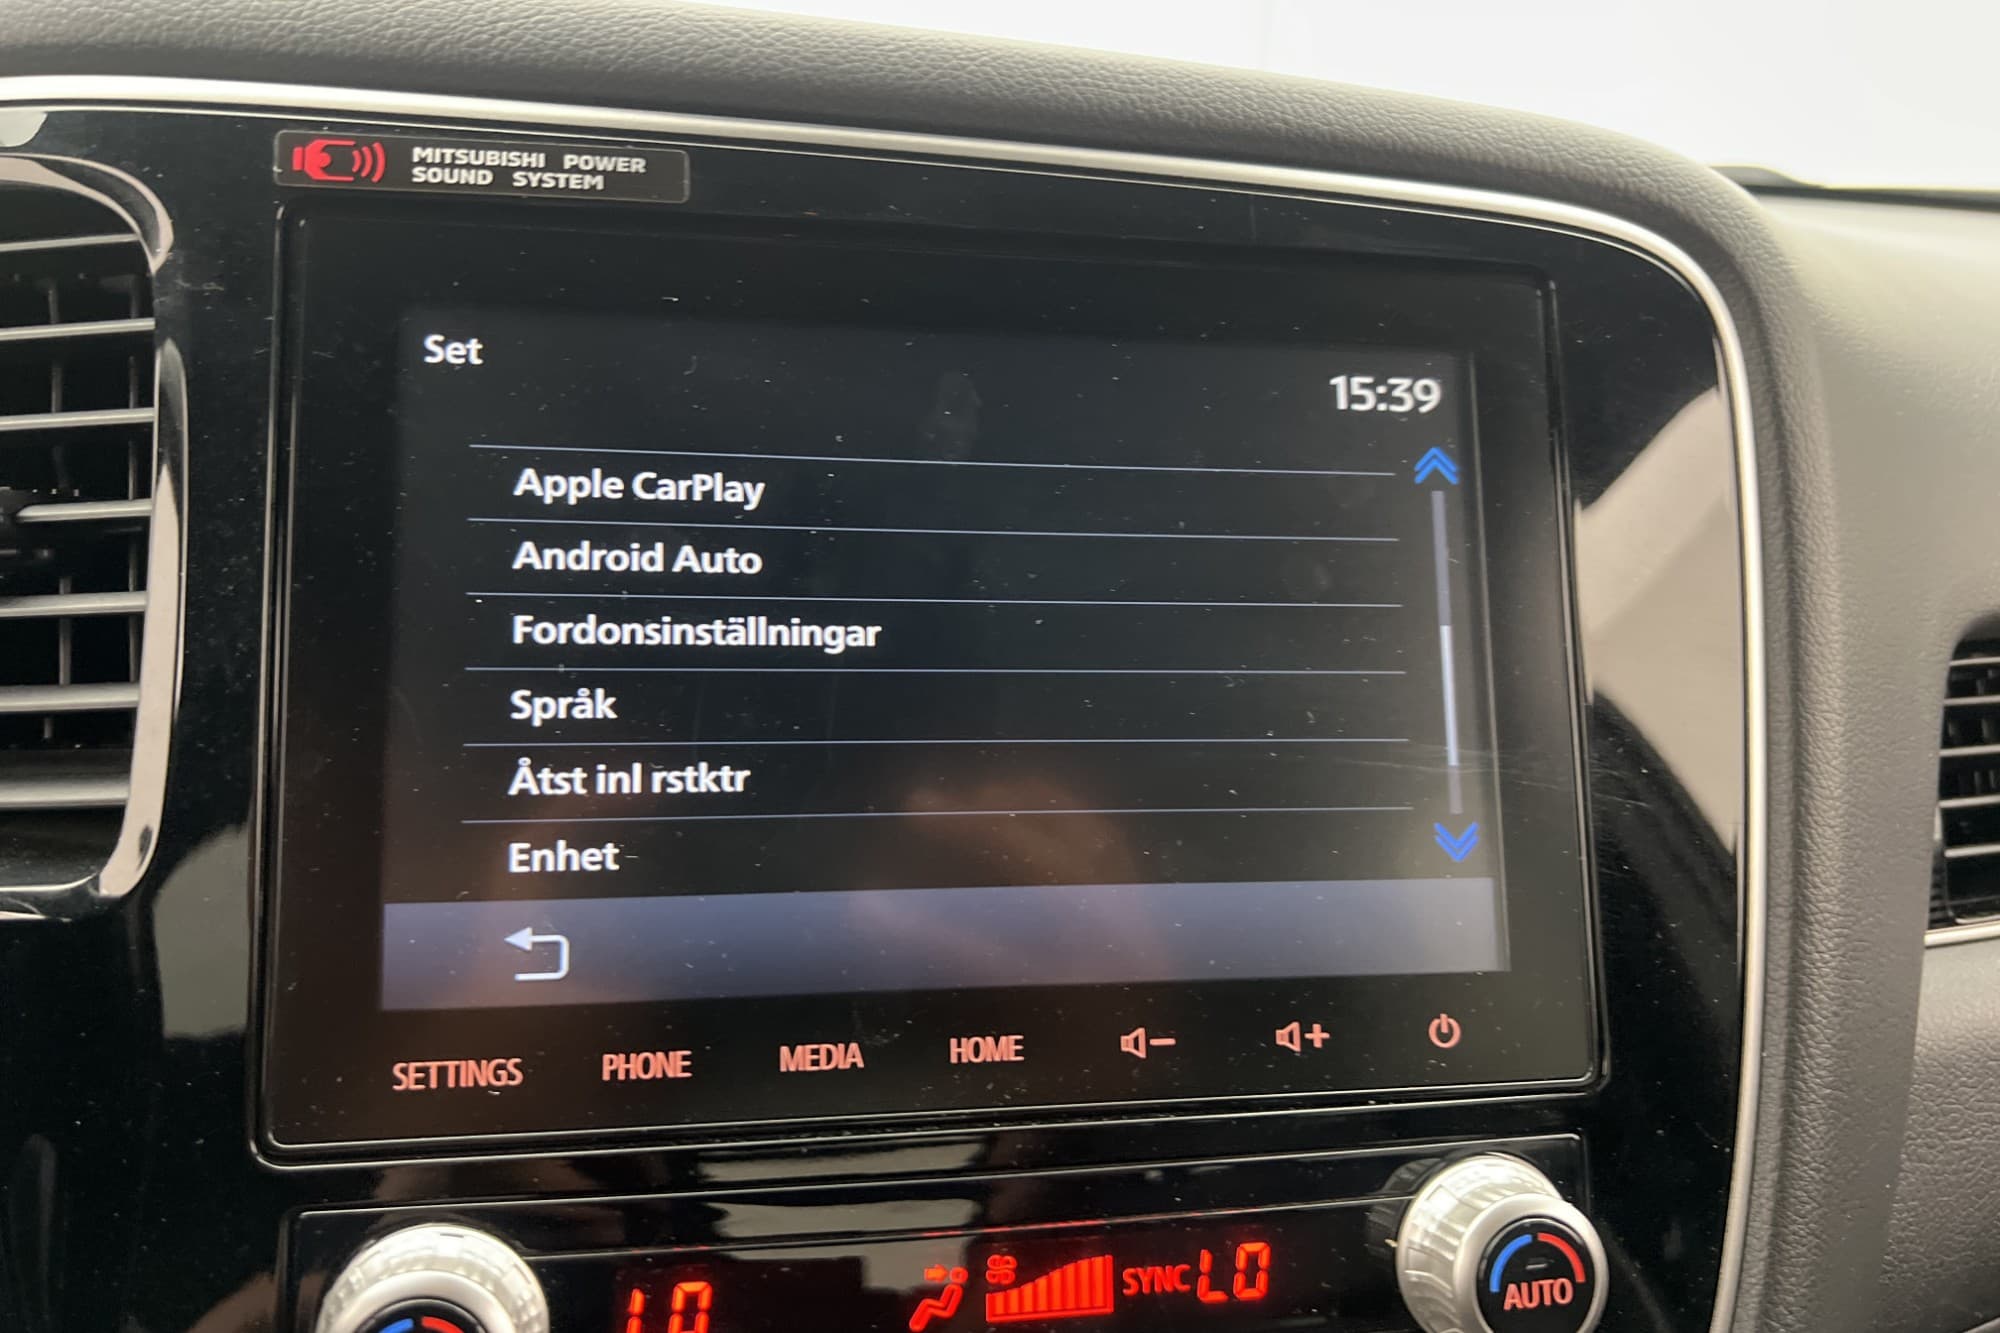 MITSUBISHI POWER
SOUND SYSTEM
Set
15:39
Apple CarPlay
Android Auto
Fordonsinställningar
Språk
Åtst inl rstktr
Enhet
SETTINGS PHONE MEDIA HOME
LO SYNC LO
AUTO